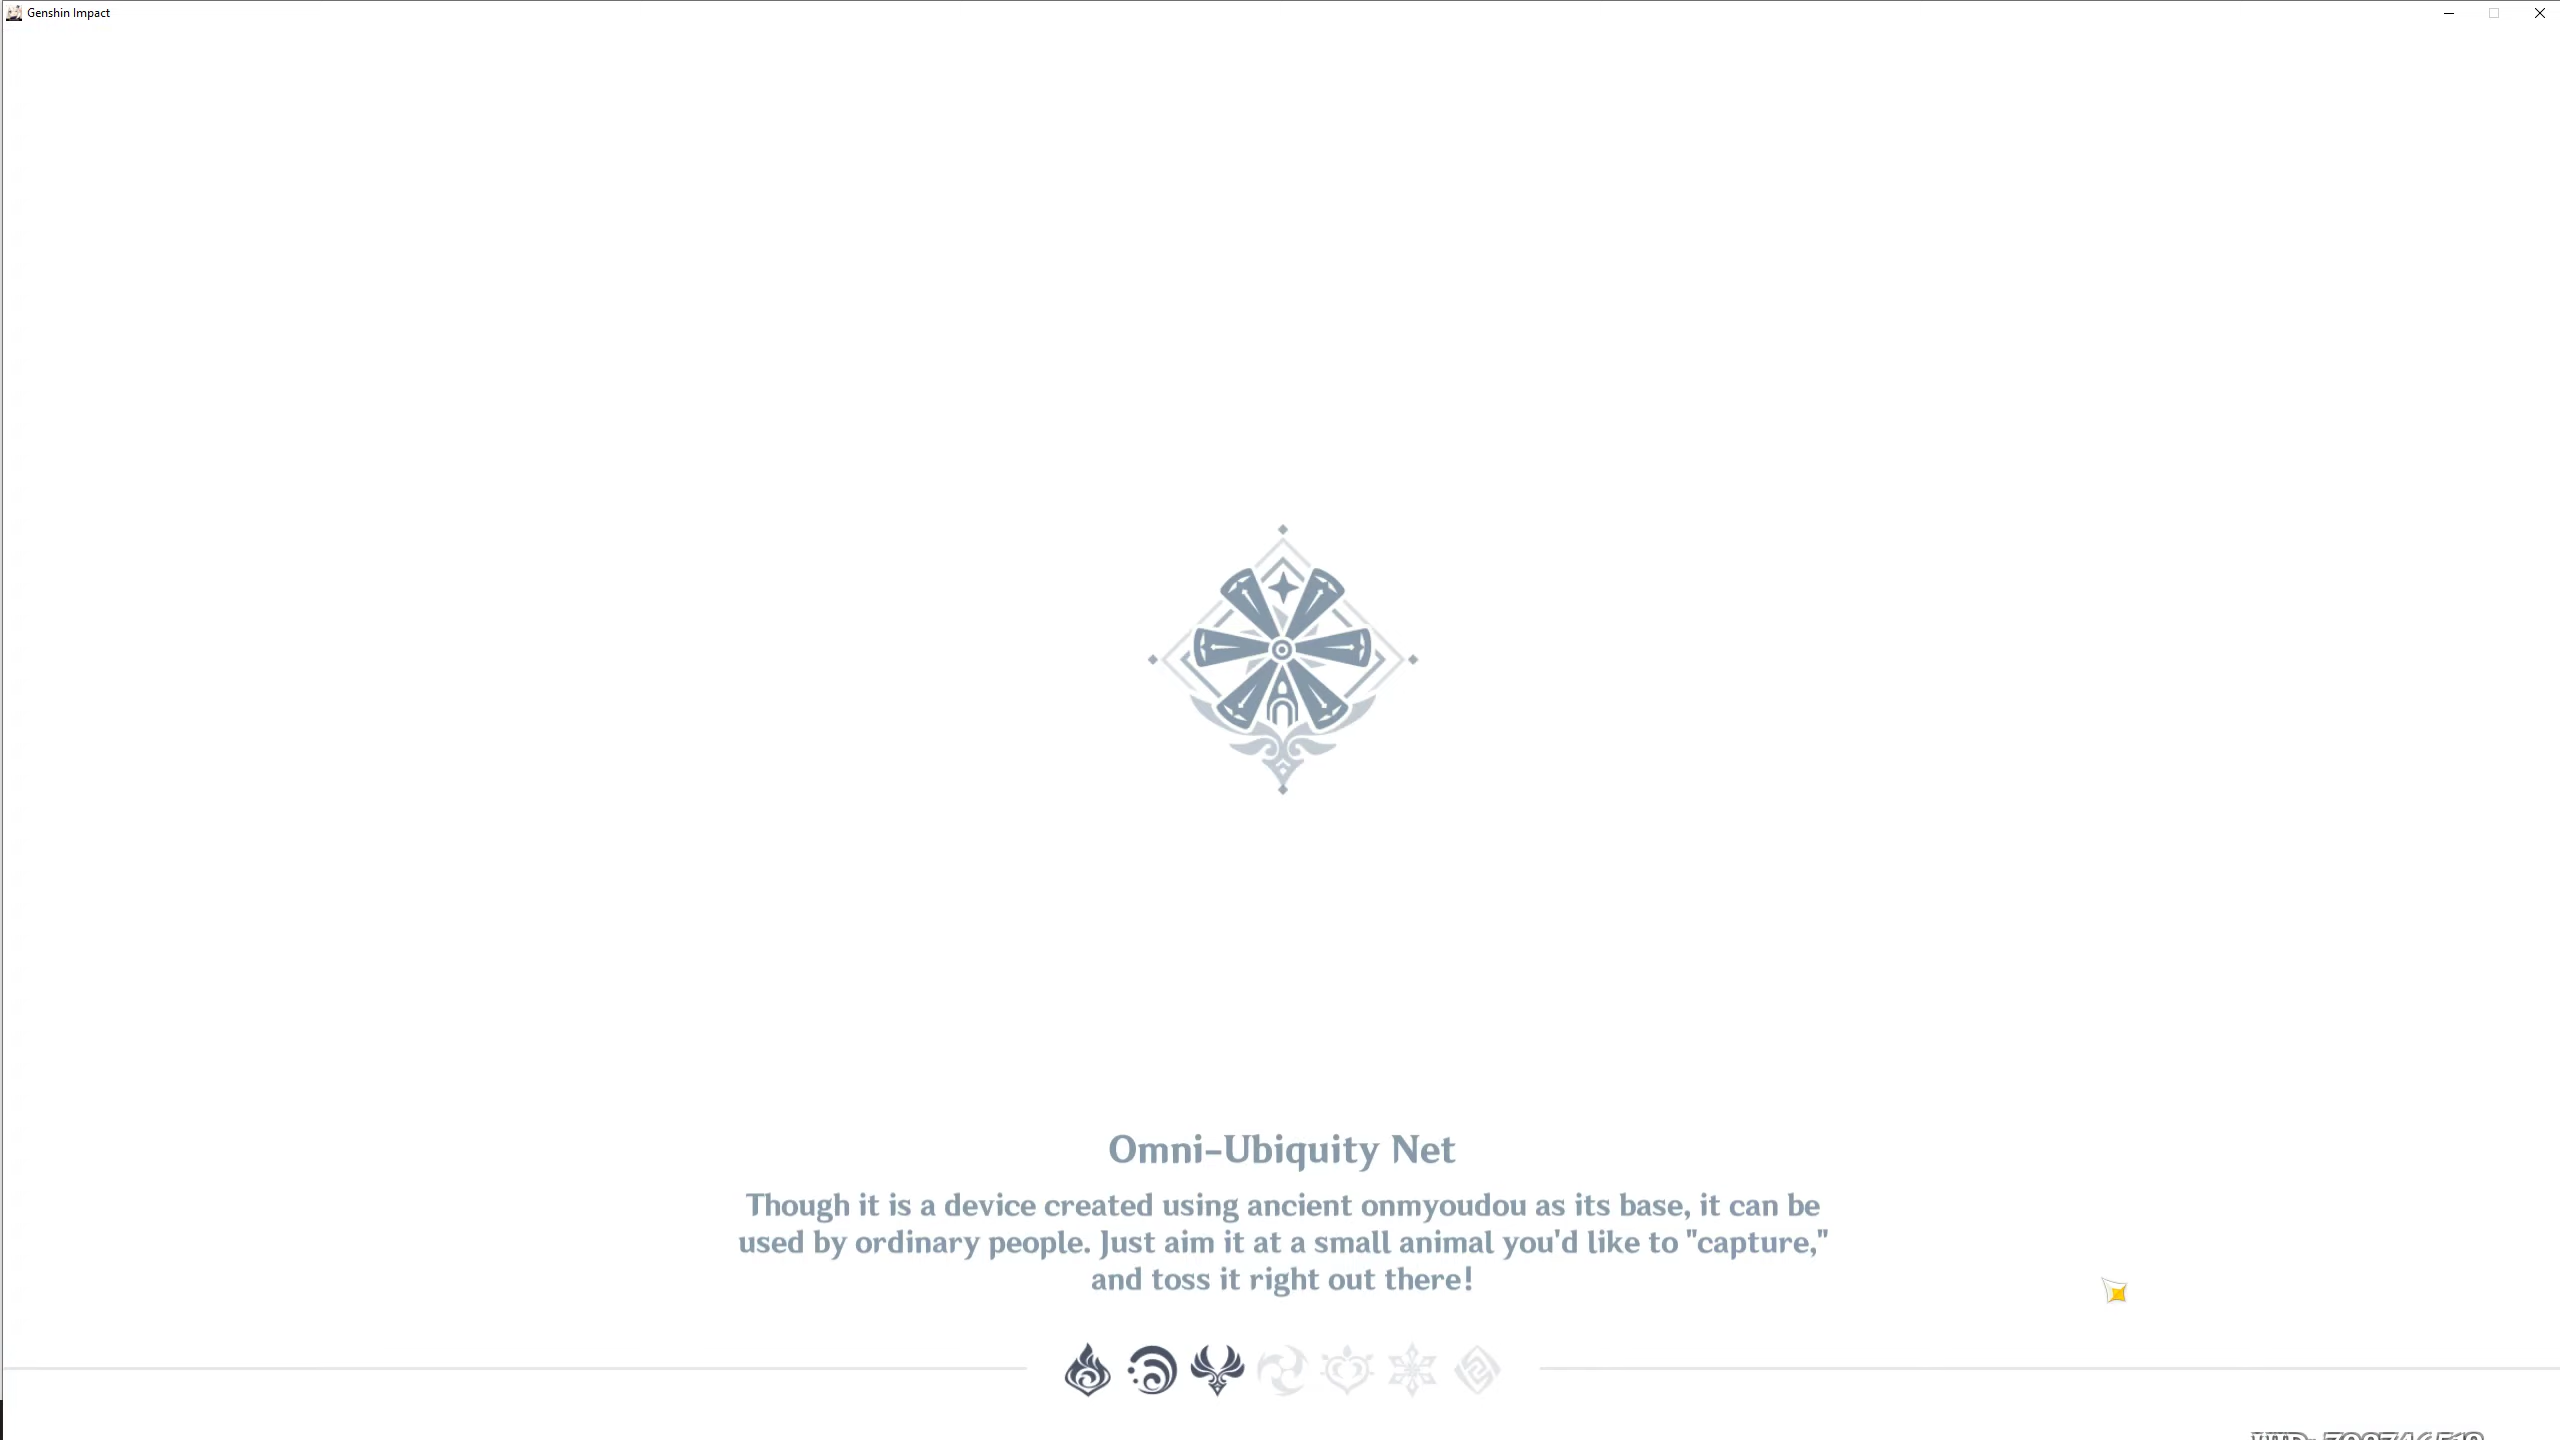 Genshin Impact
Omni-Ubiquity Net
Though it is a device created using ancient onmyoudou as its base, it can be
used by ordinary people. Just aim it at a small animal you'd like to "capture,"
and toss it right out there!